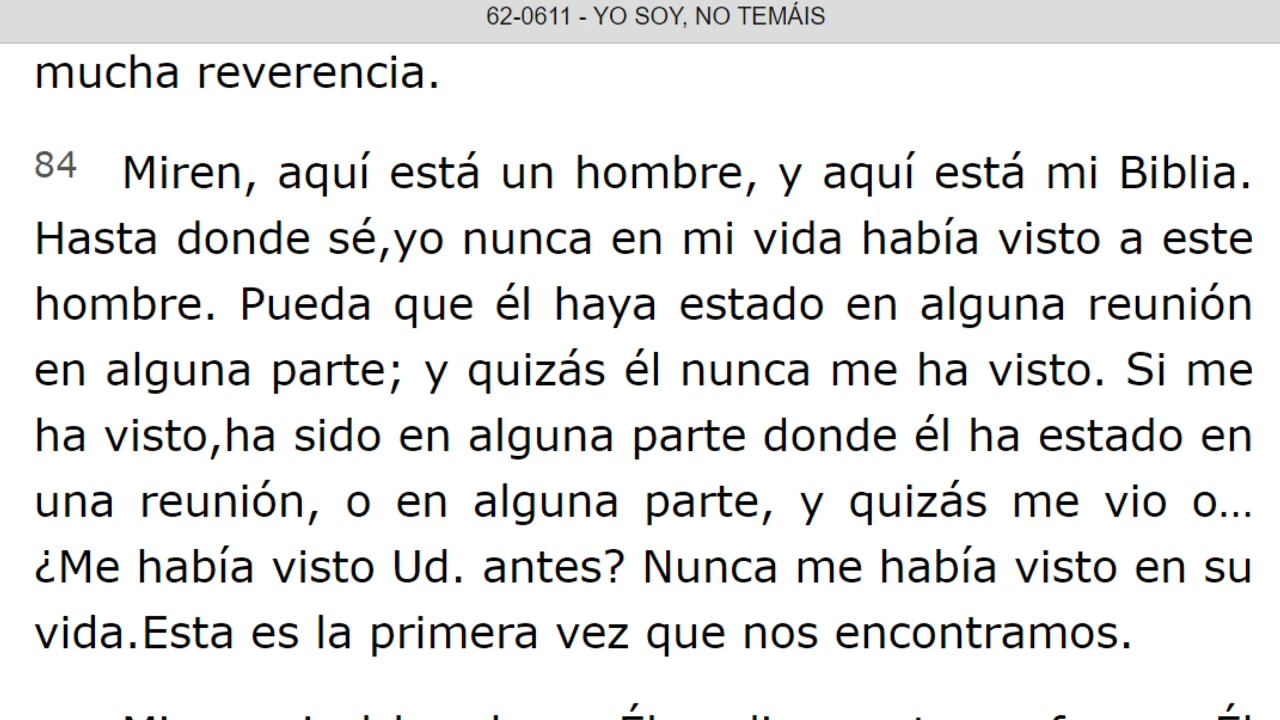 62-0611 - YO SOY, NO TEMÁIS
mucha reverencia.
84 Miren, aquí está un hombre, y aquí está mi Biblia.
Hasta donde sé,yo nunca en mi vida había visto a este
hombre. Pueda que él haya estado en alguna reunión
en alguna parte; y quizás él nunca me ha visto. Si me
ha visto,ha sido en alguna parte donde él ha estado en
una reunión, o en alguna parte, y quizás me vio o...
¿Me había visto Ud. antes? Nunca me había visto en su
vida.Esta es la primera vez que nos encontramos.